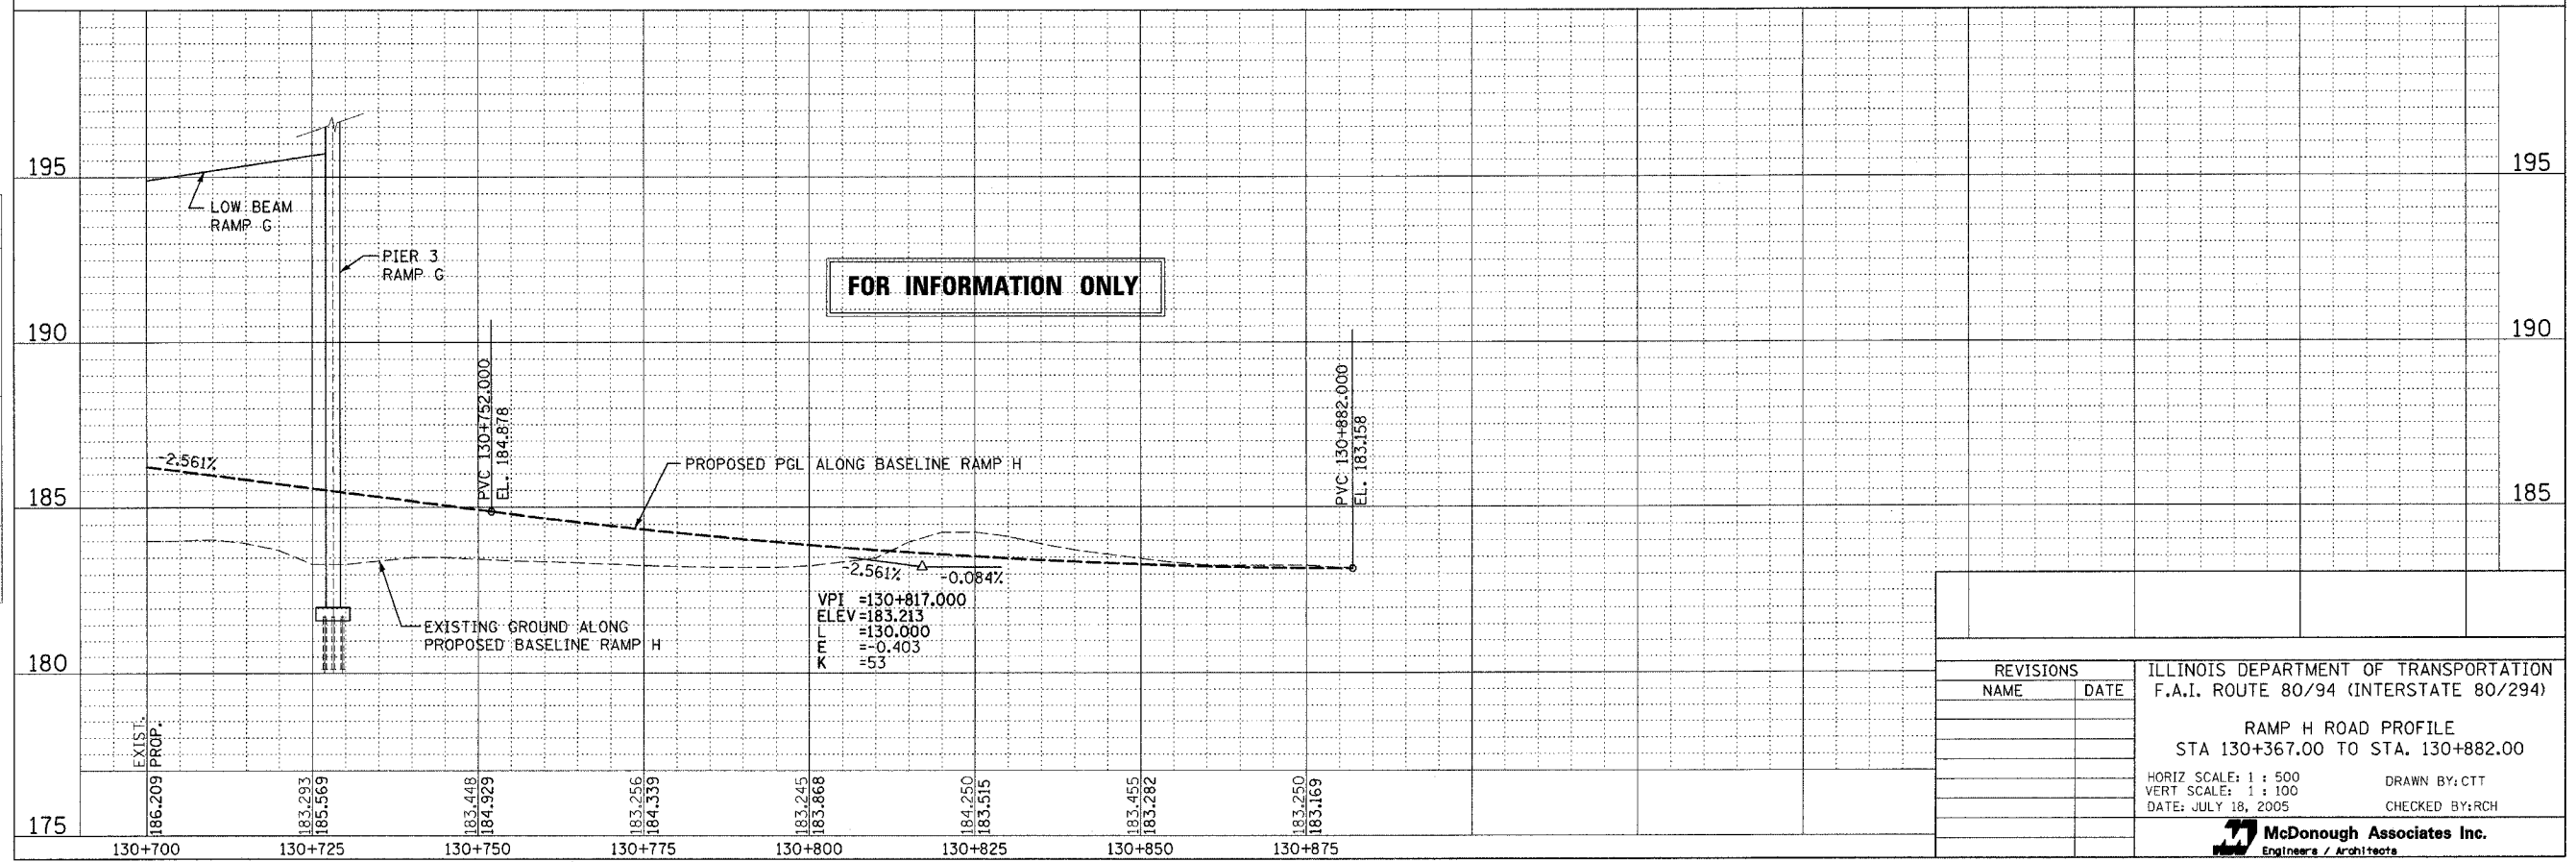 195
195
LOW BEAM
RAMP G
PIER 3
RAMP G
FOR INFORMATION ONLY
190
190
PVC 130+752.000
EL. 184.878
PVC 130+882.000
EL. 183.158
-2.561%
PROPOSED PGL ALONG BASELINE RAMP H
185
185
-2.561%
-0.084%
VPI =130+817.000
ELEV=183.213
L =130.000
E =-0.403
K =53
EXISTING GROUND ALONG
PROPOSED BASELINE RAMP H
180
EXIST.
PROP.
186.209
183.293
185.569
183.448
184.929
183.256
184.339
183.245
183.868
184.250
183.515
183.455
183.282
183.250
183.169
175
130+700
130+725
130+750
130+775
130+800
130+825
130+850
130+875
REVISIONS
NAME
DATE
ILLINOIS DEPARTMENT OF TRANSPORTATION
F.A.I. ROUTE 80/94 (INTERSTATE 80/294)
RAMP H ROAD PROFILE
STA 130+367.00 TO STA. 130+882.00
HORIZ SCALE: 1 : 500
VERT SCALE: 1 : 100
DATE: JULY 18, 2005
DRAWN BY:CTT
CHECKED BY:RCH
McDonough Associates Inc.
Engineers / Architects